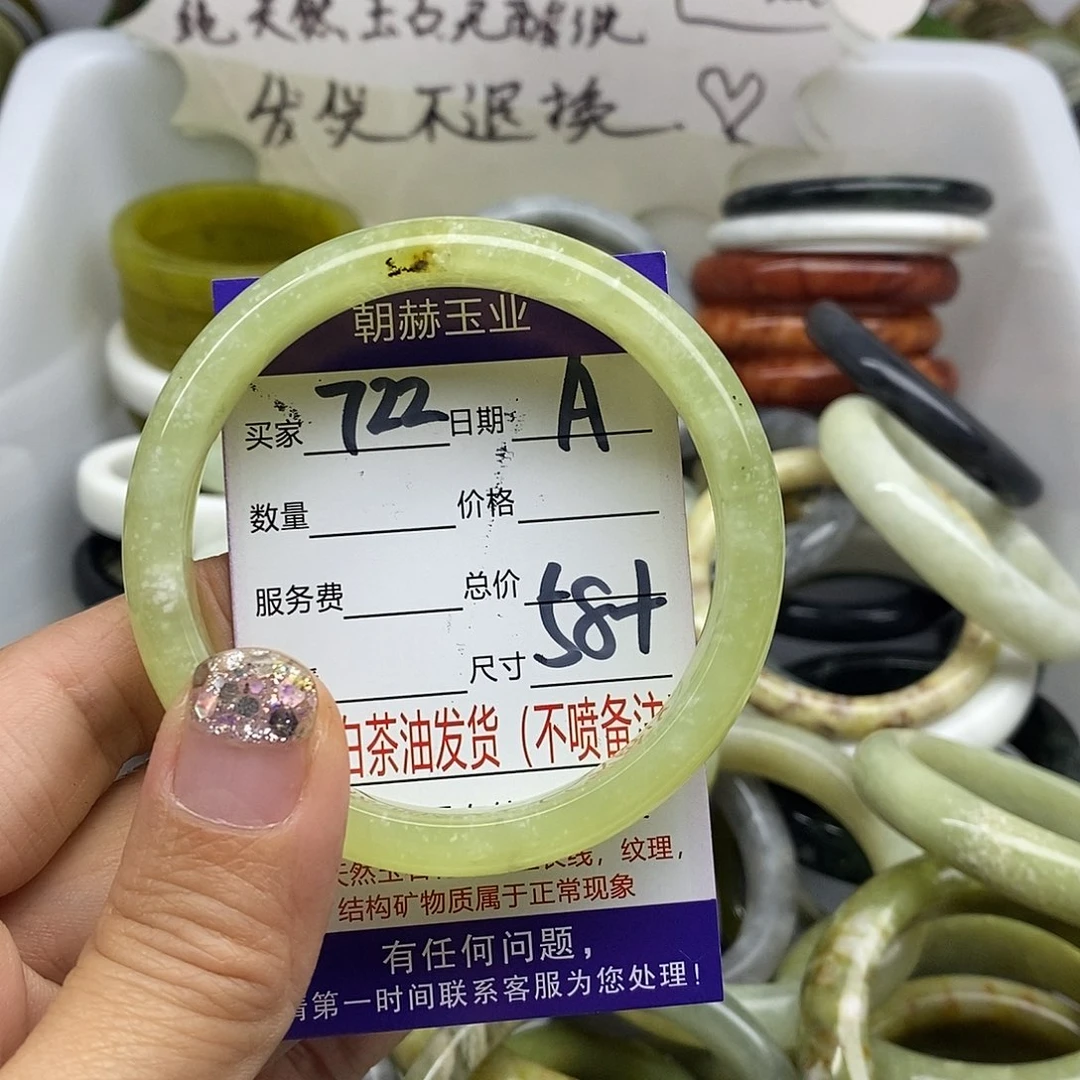 纯天然玉石无酸洗
售出不退换
朝赫玉业
买家 722 日期 A
数量 价格
服务费 总价
尺寸 58+
白茶油发货（不喷备注
纹理，
结构矿物质属于正常现象
有任何问题，
请第一时间联系客服为您处理！